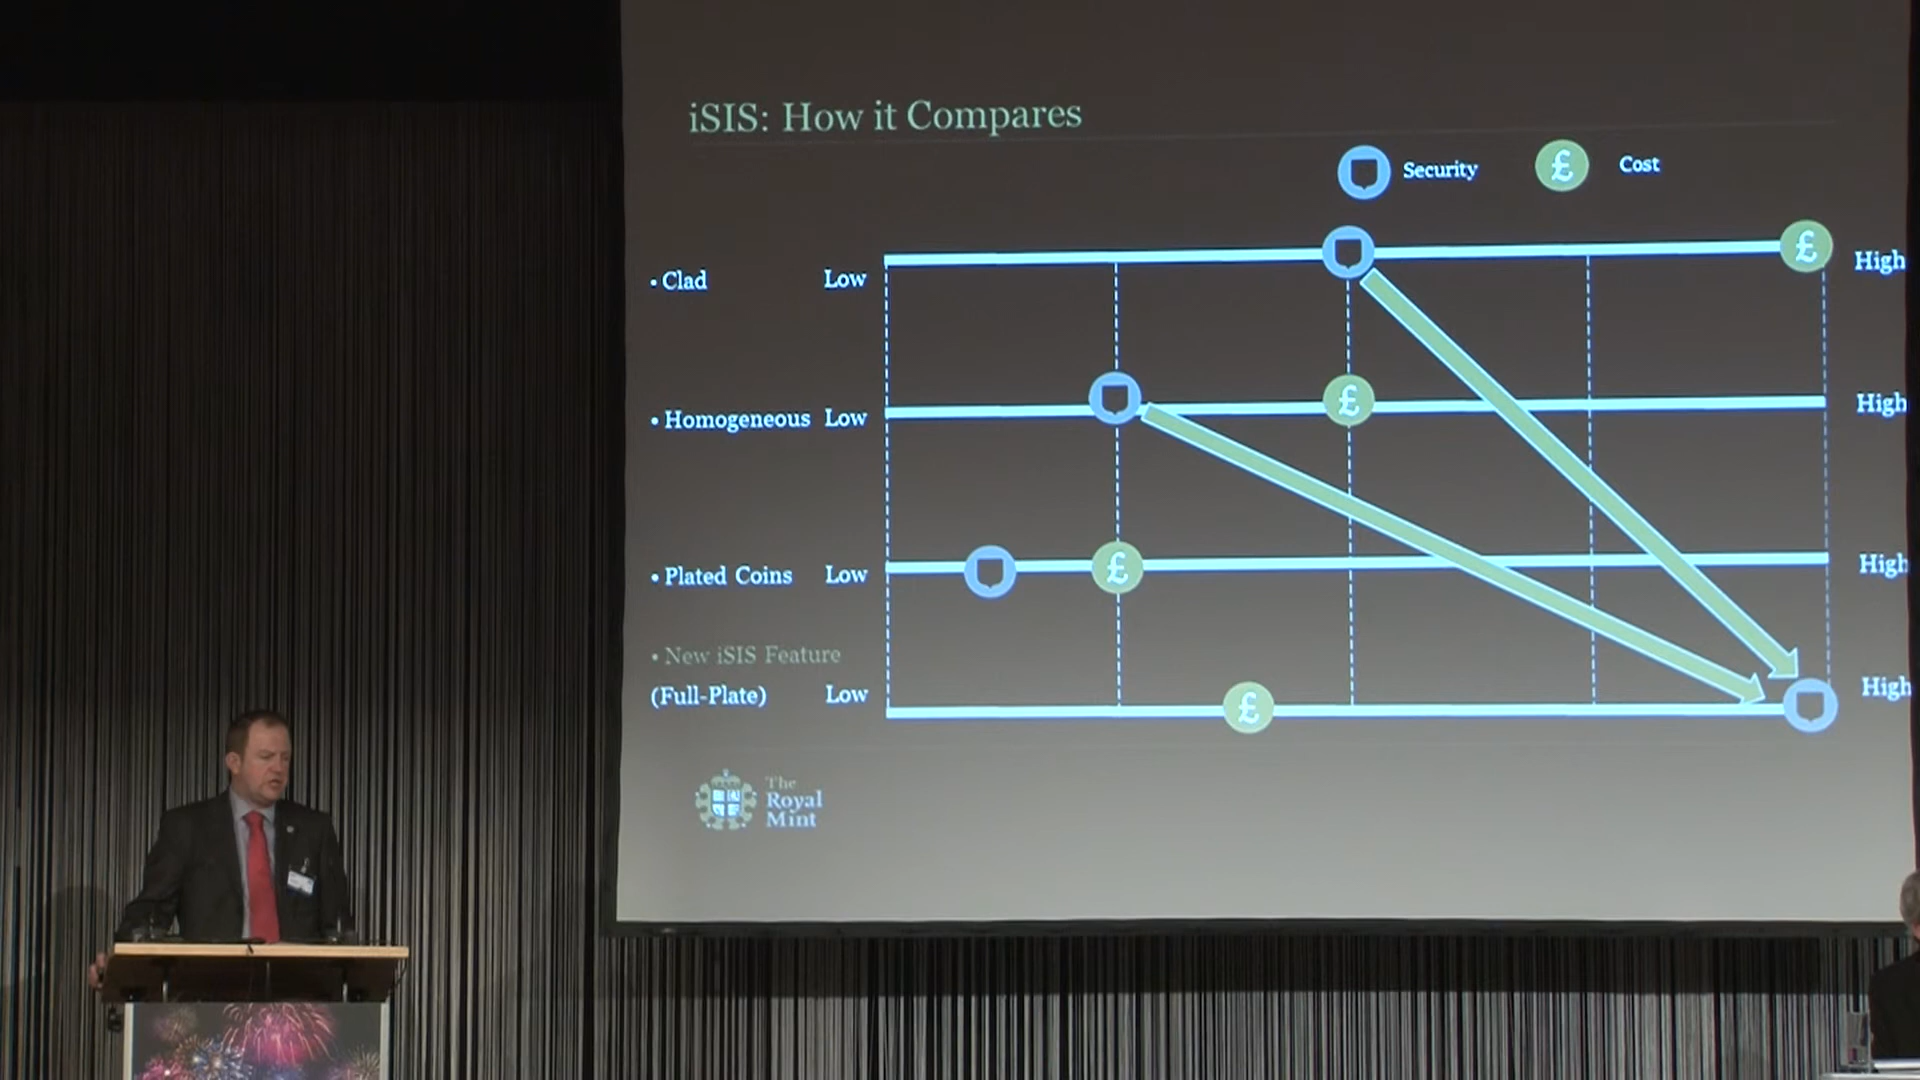 iSIS: How it Compares
Security £ Cost
• Clad Low £ High
• Homogeneous Low £ High
• Plated Coins Low £ High
• New iSIS Feature
(Full-Plate) Low £ High
The
Royal
Mint